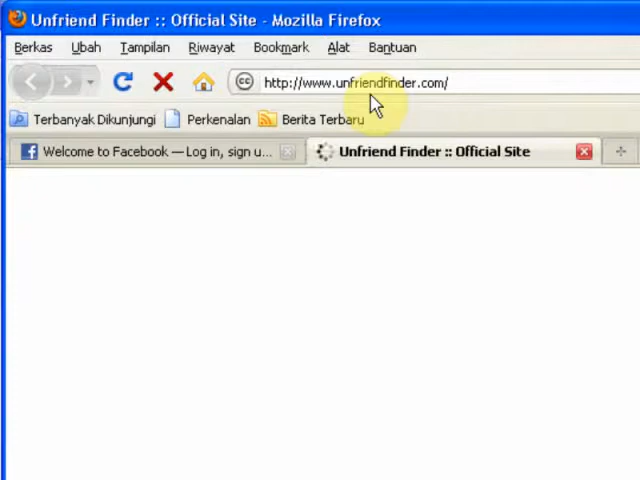 Unfriend Finder :: Official Site - Mozilla Firefox
Berkas Ubah Tampilan Riwayat Bookmark Alat Bantuan
cc http://www.unfriendfinder.com/
Terbanyak Dikunjungi Perkenalan Berita Terbaru
Welcome to Facebook — Log in, sign u... Unfriend Finder :: Official Site